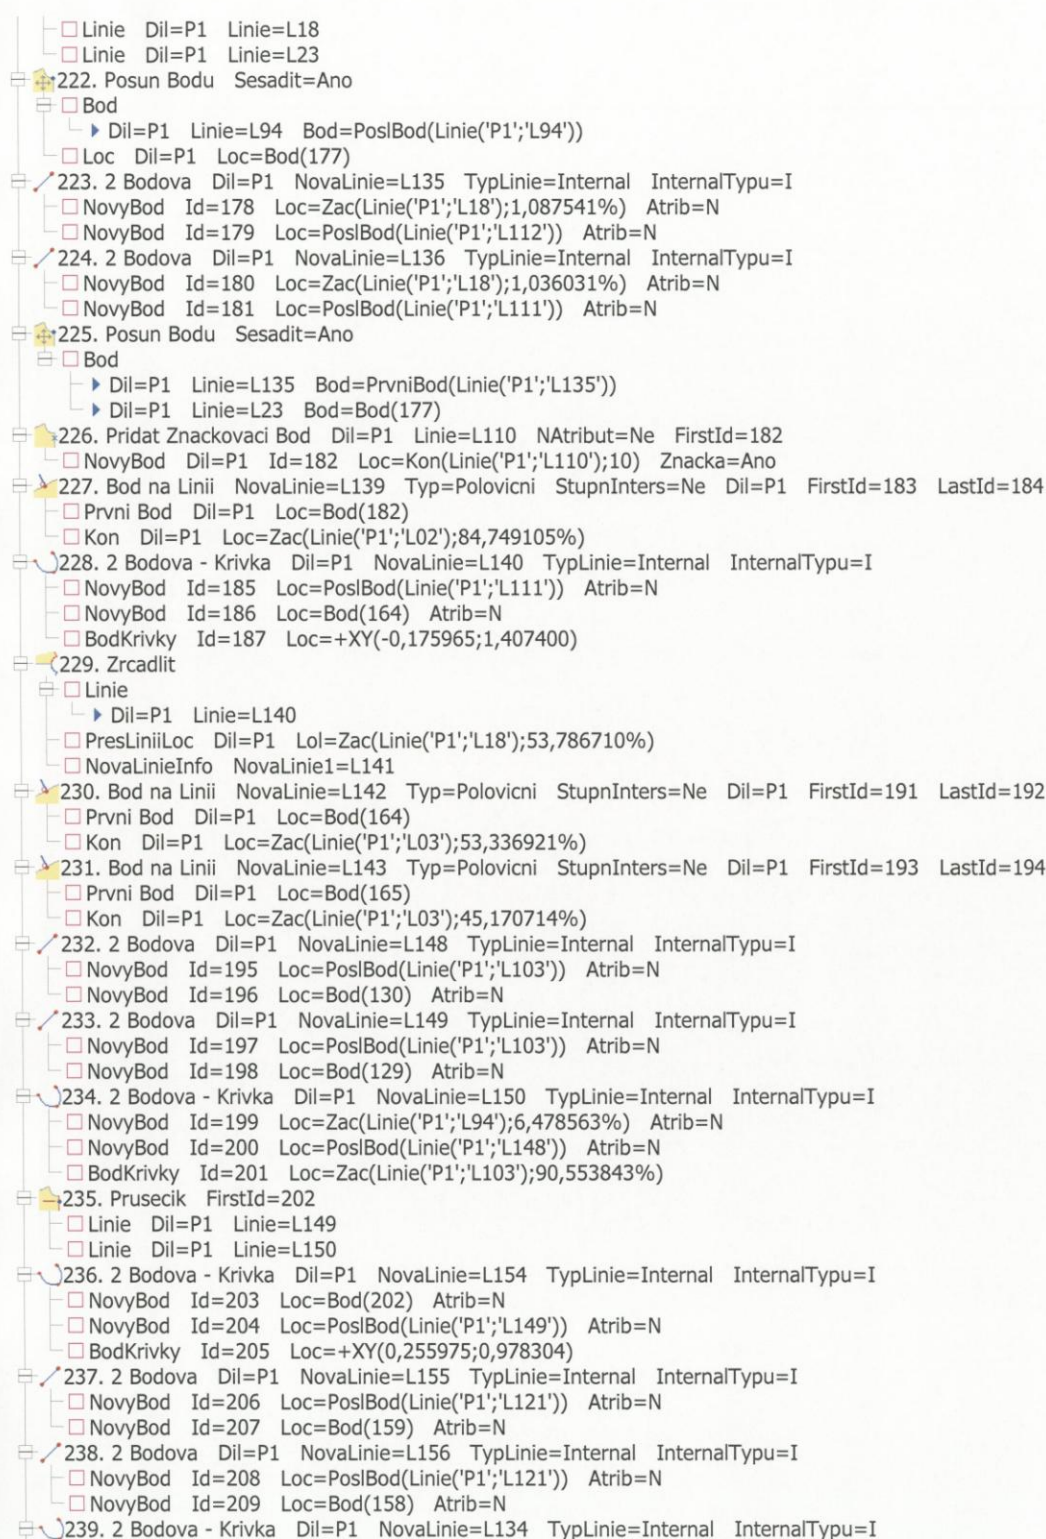 Linie Dil=P1 Linie=L18
Linie Dil=P1 Linie=L23
222. Posun Bodu Sesadit=Ano
Bod
Dil=P1 Linie=L94 Bod=PoslBod(Linie('P1';'L94'))
Loc Dil=P1 Loc=Bod(177)
223. 2 Bodova Dil=P1 NovaLinie=L135 TypLinie=Internal InternalTypu=I
NovyBod Id=178 Loc=Zac(Linie('P1';'L18');1,087541%) Atrib=N
NovyBod Id=179 Loc=PoslBod(Linie('P1';'L112')) Atrib=N
224. 2 Bodova Dil=P1 NovaLinie=L136 TypLinie=Internal InternalTypu=I
NovyBod Id=180 Loc=Zac(Linie('P1';'L18');1,036031%) Atrib=N
NovyBod Id=181 Loc=PoslBod(Linie('P1';'L111')) Atrib=N
225. Posun Bodu Sesadit=Ano
Bod
Dil=P1 Linie=L135 Bod=PrvniBod(Linie('P1';'L135'))
Dil=P1 Linie=L23 Bod=Bod(177)
226. Pridat Znackovaci Bod Dil=P1 Linie=L110 NAtribut=Ne FirstId=182
NovyBod Dil=P1 Id=182 Loc=Kon(Linie('P1';'L110');10) Znacka=Ano
227. Bod na Linii NovaLinie=L139 Typ=Polovicni StupnInters=Ne Dil=P1 FirstId=183 LastId=184
Prvni Bod Dil=P1 Loc=Bod(182)
Kon Dil=P1 Loc=Zac(Linie('P1';'L02');84,749105%)
228. 2 Bodova - Krivka Dil=P1 NovaLinie=L140 TypLinie=Internal InternalTypu=I
NovyBod Id=185 Loc=PoslBod(Linie('P1';'L111')) Atrib=N
NovyBod Id=186 Loc=Bod(164) Atrib=N
BodKrivky Id=187 Loc=+XY(-0,175965;1,407400)
229. Zrcadlit
Linie
Dil=P1 Linie=L140
PresLiniiLoc Dil=P1 Lol=Zac(Linie('P1';'L18');53,786710%)
NovaLinieInfo NovaLinie1=L141
230. Bod na Linii NovaLinie=L142 Typ=Polovicni StupnInters=Ne Dil=P1 FirstId=191 LastId=192
Prvni Bod Dil=P1 Loc=Bod(164)
Kon Dil=P1 Loc=Zac(Linie('P1';'L03');53,336921%)
231. Bod na Linii NovaLinie=L143 Typ=Polovicni StupnInters=Ne Dil=P1 FirstId=193 LastId=194
Prvni Bod Dil=P1 Loc=Bod(165)
Kon Dil=P1 Loc=Zac(Linie('P1';'L03');45,170714%)
232. 2 Bodova Dil=P1 NovaLinie=L148 TypLinie=Internal InternalTypu=I
NovyBod Id=195 Loc=PoslBod(Linie('P1';'L103')) Atrib=N
NovyBod Id=196 Loc=Bod(130) Atrib=N
233. 2 Bodova Dil=P1 NovaLinie=L149 TypLinie=Internal InternalTypu=I
NovyBod Id=197 Loc=PoslBod(Linie('P1';'L103')) Atrib=N
NovyBod Id=198 Loc=Bod(129) Atrib=N
234. 2 Bodova - Krivka Dil=P1 NovaLinie=L150 TypLinie=Internal InternalTypu=I
NovyBod Id=199 Loc=Zac(Linie('P1';'L94');6,478563%) Atrib=N
NovyBod Id=200 Loc=PoslBod(Linie('P1';'L148')) Atrib=N
BodKrivky Id=201 Loc=Zac(Linie('P1';'L103');90,553843%)
235. Prusecik FirstId=202
Linie Dil=P1 Linie=L149
Linie Dil=P1 Linie=L150
236. 2 Bodova - Krivka Dil=P1 NovaLinie=L154 TypLinie=Internal InternalTypu=I
NovyBod Id=203 Loc=Bod(202) Atrib=N
NovyBod Id=204 Loc=PoslBod(Linie('P1';'L149')) Atrib=N
BodKrivky Id=205 Loc=+XY(0,255975;0,978304)
237. 2 Bodova Dil=P1 NovaLinie=L155 TypLinie=Internal InternalTypu=I
NovyBod Id=206 Loc=PoslBod(Linie('P1';'L121')) Atrib=N
NovyBod Id=207 Loc=Bod(159) Atrib=N
238. 2 Bodova Dil=P1 NovaLinie=L156 TypLinie=Internal InternalTypu=I
NovyBod Id=208 Loc=PoslBod(Linie('P1';'L121')) Atrib=N
NovyBod Id=209 Loc=Bod(158) Atrib=N
239. 2 Bodova - Krivka Dil=P1 NovaLinie=L134 TypLinie=Internal InternalTypu=I